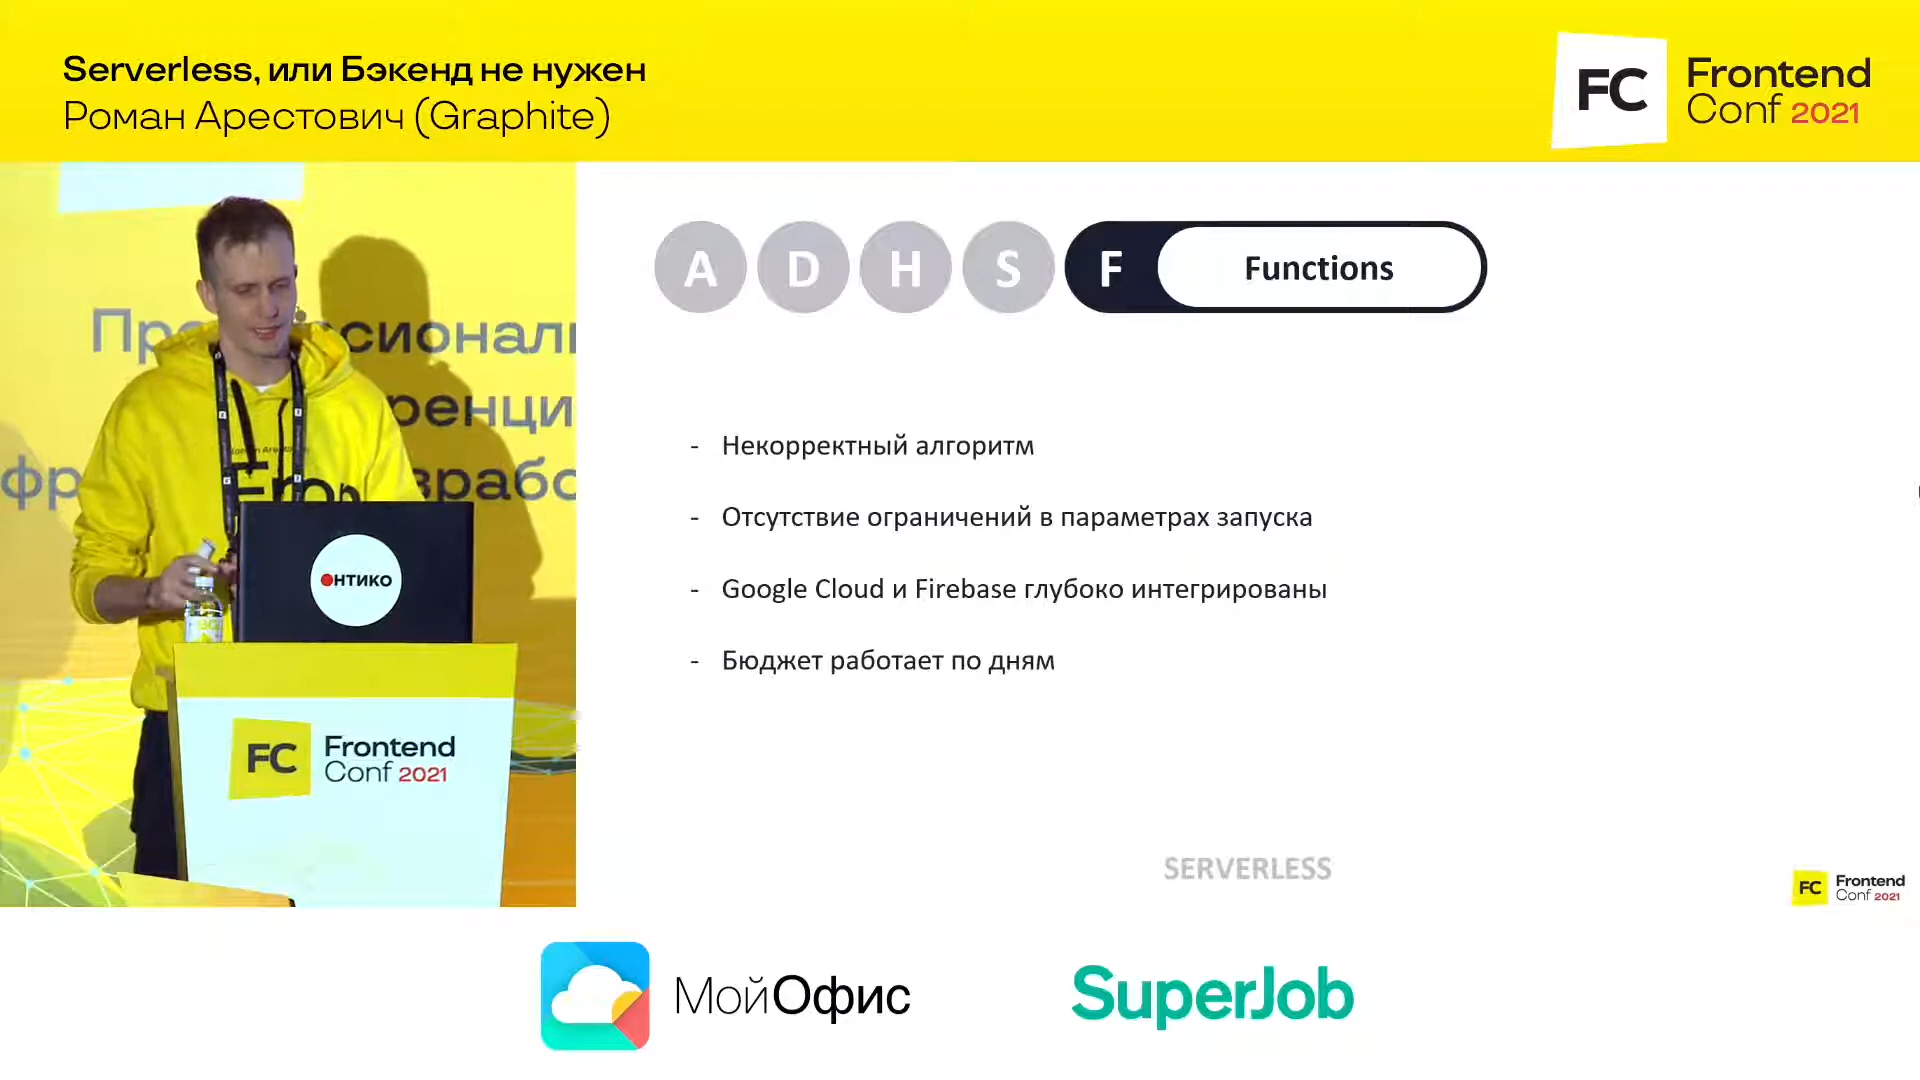 Serverless, или Бэкенд не нужен
Роман Арестович (Graphite)
FC
Frontend
Conf 2021
A D H S F Functions
- Некорректный алгоритм
- Отсутствие ограничений в параметрах запуска
- Google Cloud и Firebase глубоко интегрированы
- Бюджет работает по дням
SERVERLESS
FC
Frontend
Conf 2021
ОНТИКО
FC
Frontend
Conf 2021
МойОфис
SuperJob